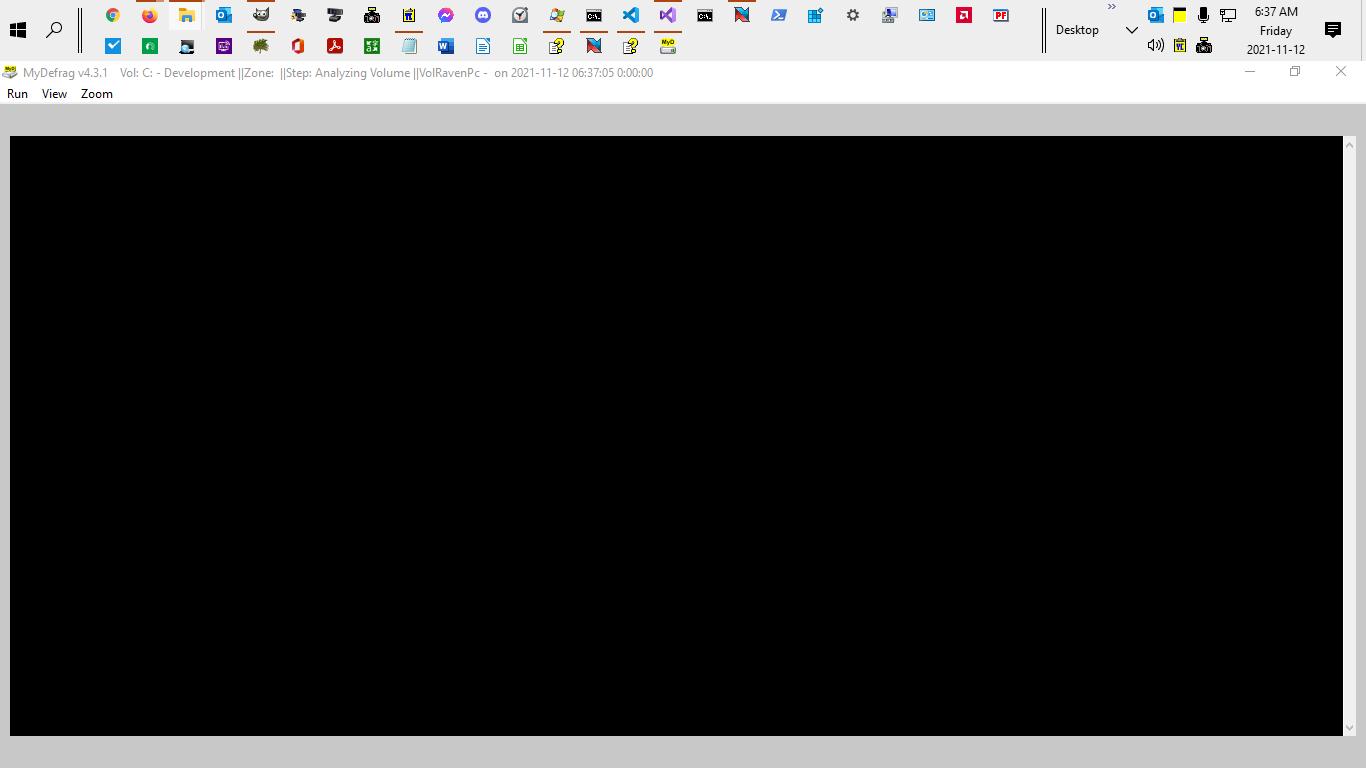 6:37 AM
Desktop
Friday
2021-11-12
MyDefrag v4.3.1 Vol: C: - Development ||Zone: ||Step: Analyzing Volume ||VolRavenPc - on 2021-11-12 06:37:05 0:00:00
Run View Zoom